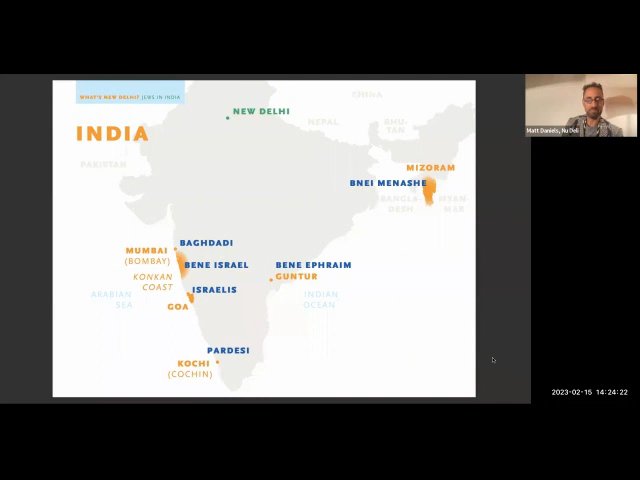 WHAT'S NEW DELHI? JEWS IN INDIA
INDIA
NEW DELHI
CHINA
NEPAL
BHU-
TAN
PAKISTAN
MIZORAM
BNEI MENASHE
BANGLA-
DESH
MYAN-
MAR
BAGHDADI
MUMBAI
(BOMBAY)
BENE ISRAEL
BENE EPHRAIM
GUNTUR
KONKAN
COAST
ISRAELIS
ARABIAN
SEA
INDIAN
OCEAN
GOA
PARDESI
KOCHI
(COCHIN)
Matt Daniels, Nu Deli
2023-02-15 14:24:22